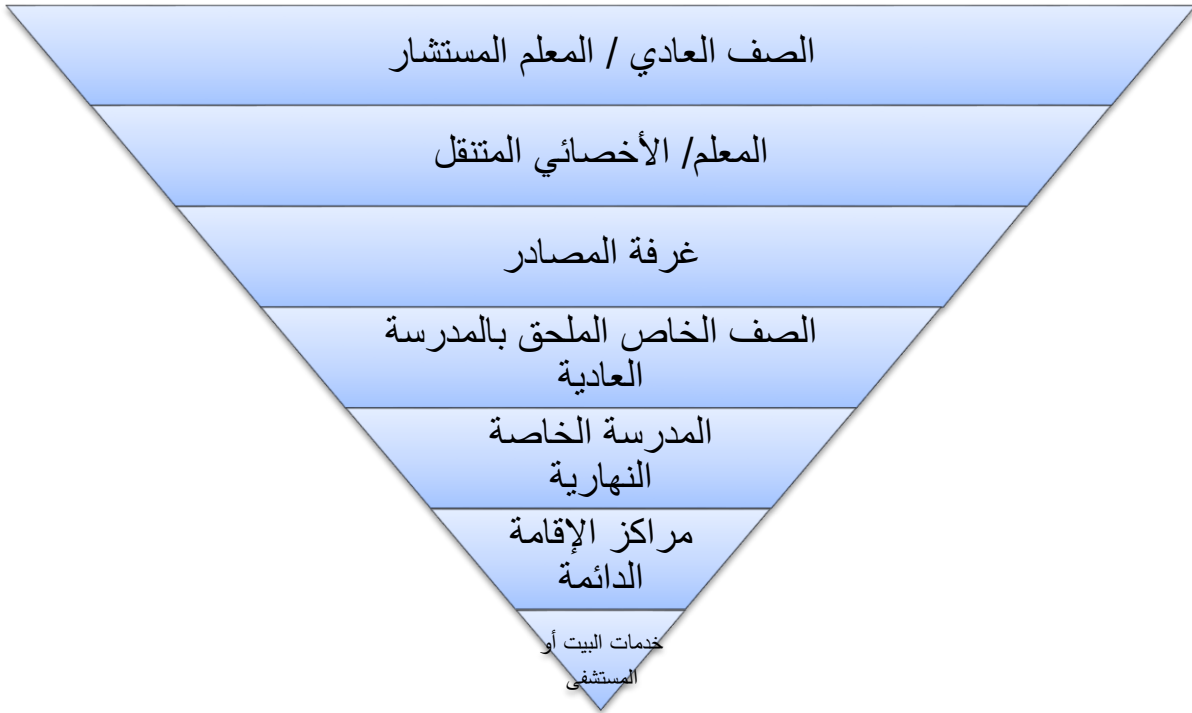 الصف العادي / المعلم المستشار
المعلم/ الأخصائي المتنقل
غرفة المصادر
الصف الخاص الملحق بالمدرسة
العادية
المدرسة الخاصة
النهارية
مراكز الإقامة
الدائمة
خدمات البيت أو
المستشفى